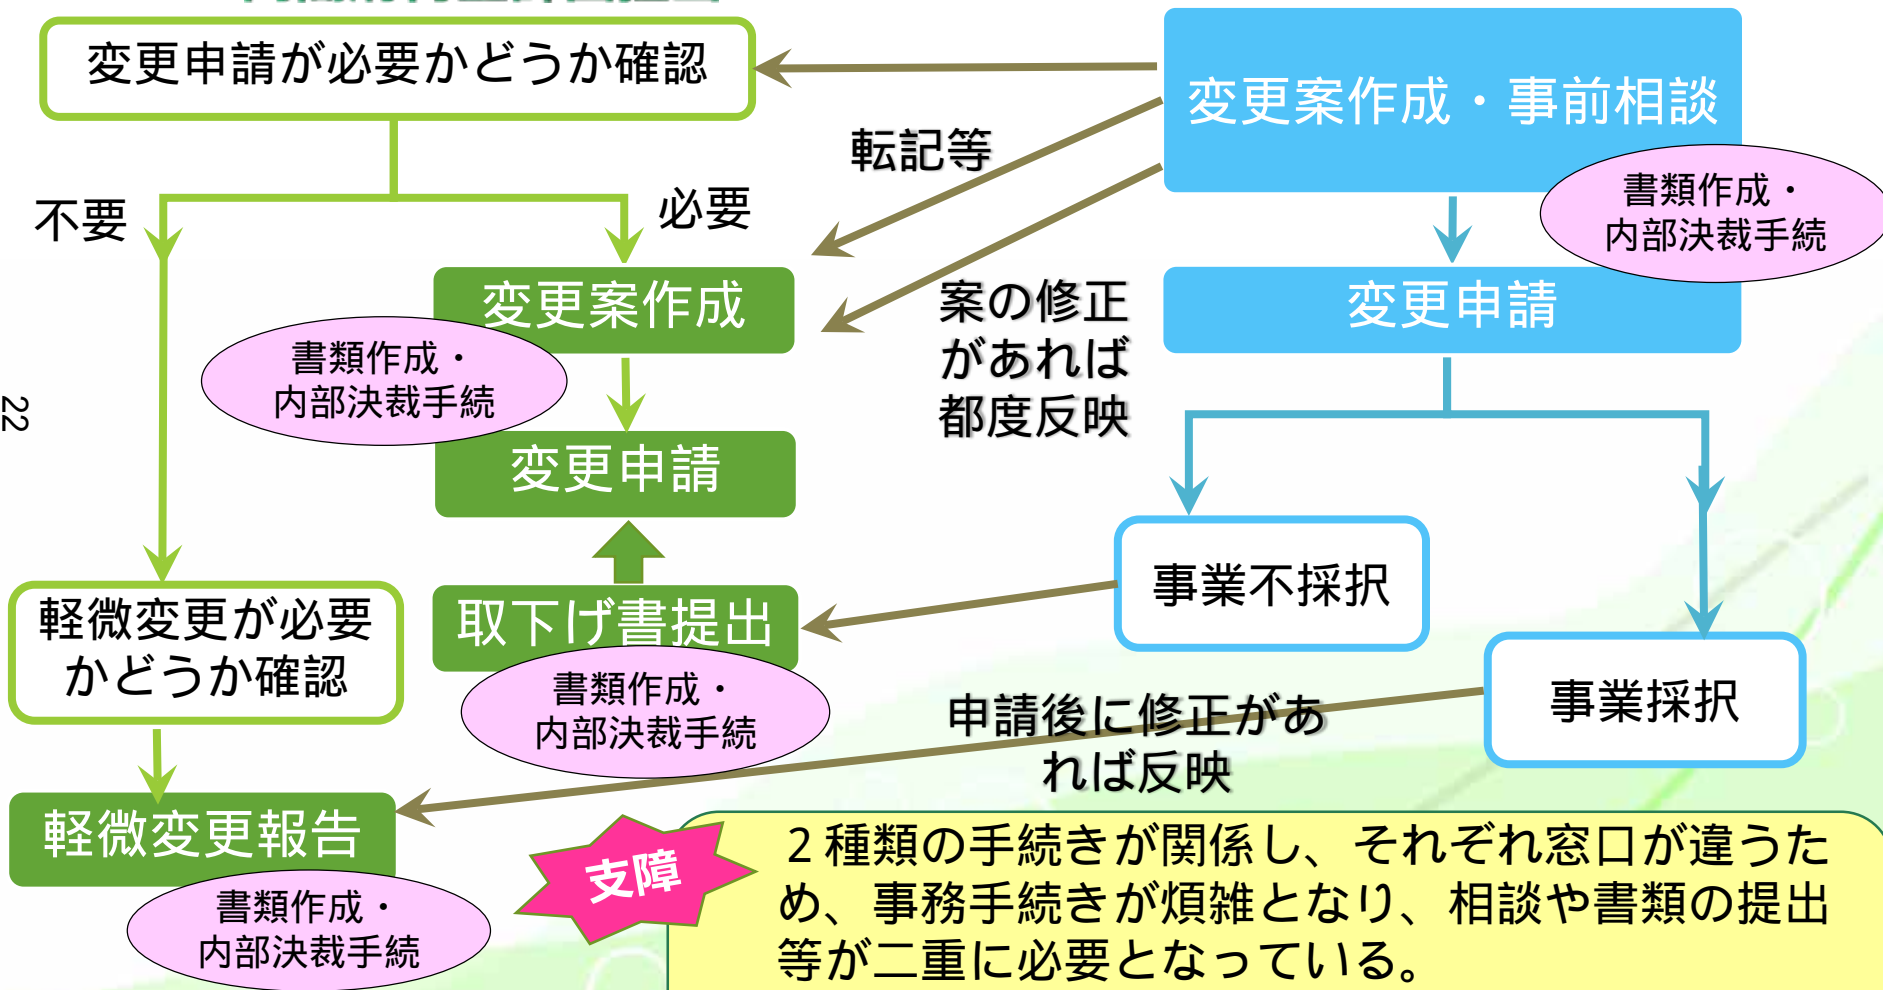 変更申請が必要かどうか確認
変更案作成・事前相談
転記等
書類作成・
内部決裁手続
不要
必要
変更案作成
案の修正
があれば
都度反映
変更申請
書類作成・
内部決裁手続
22
変更申請
事業不採択
軽微変更が必要
かどうか確認
取下げ書提出
書類作成・
内部決裁手続
申請後に修正があ
れば反映
事業採択
軽微変更報告
書類作成・
内部決裁手続
支障
２種類の手続きが関係し、それぞれ窓口が違うた
め、事務手続きが煩雑となり、相談や書類の提出
等が二重に必要となっている。